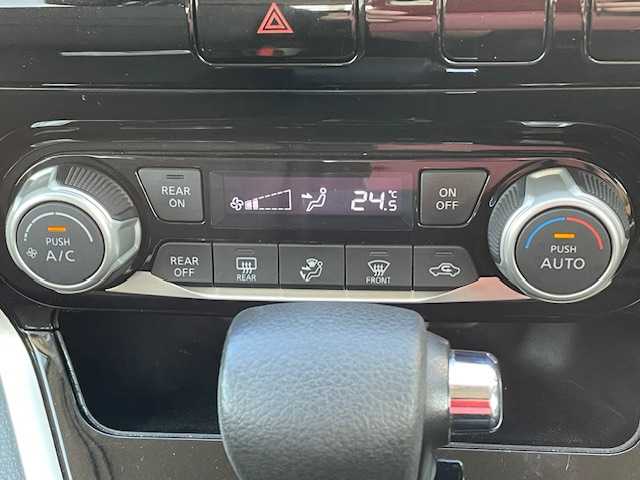 REAR
ON
24.5
°C
ON
OFF
PUSH
A/C
PUSH
AUTO
REAR
OFF
REAR
FRONT